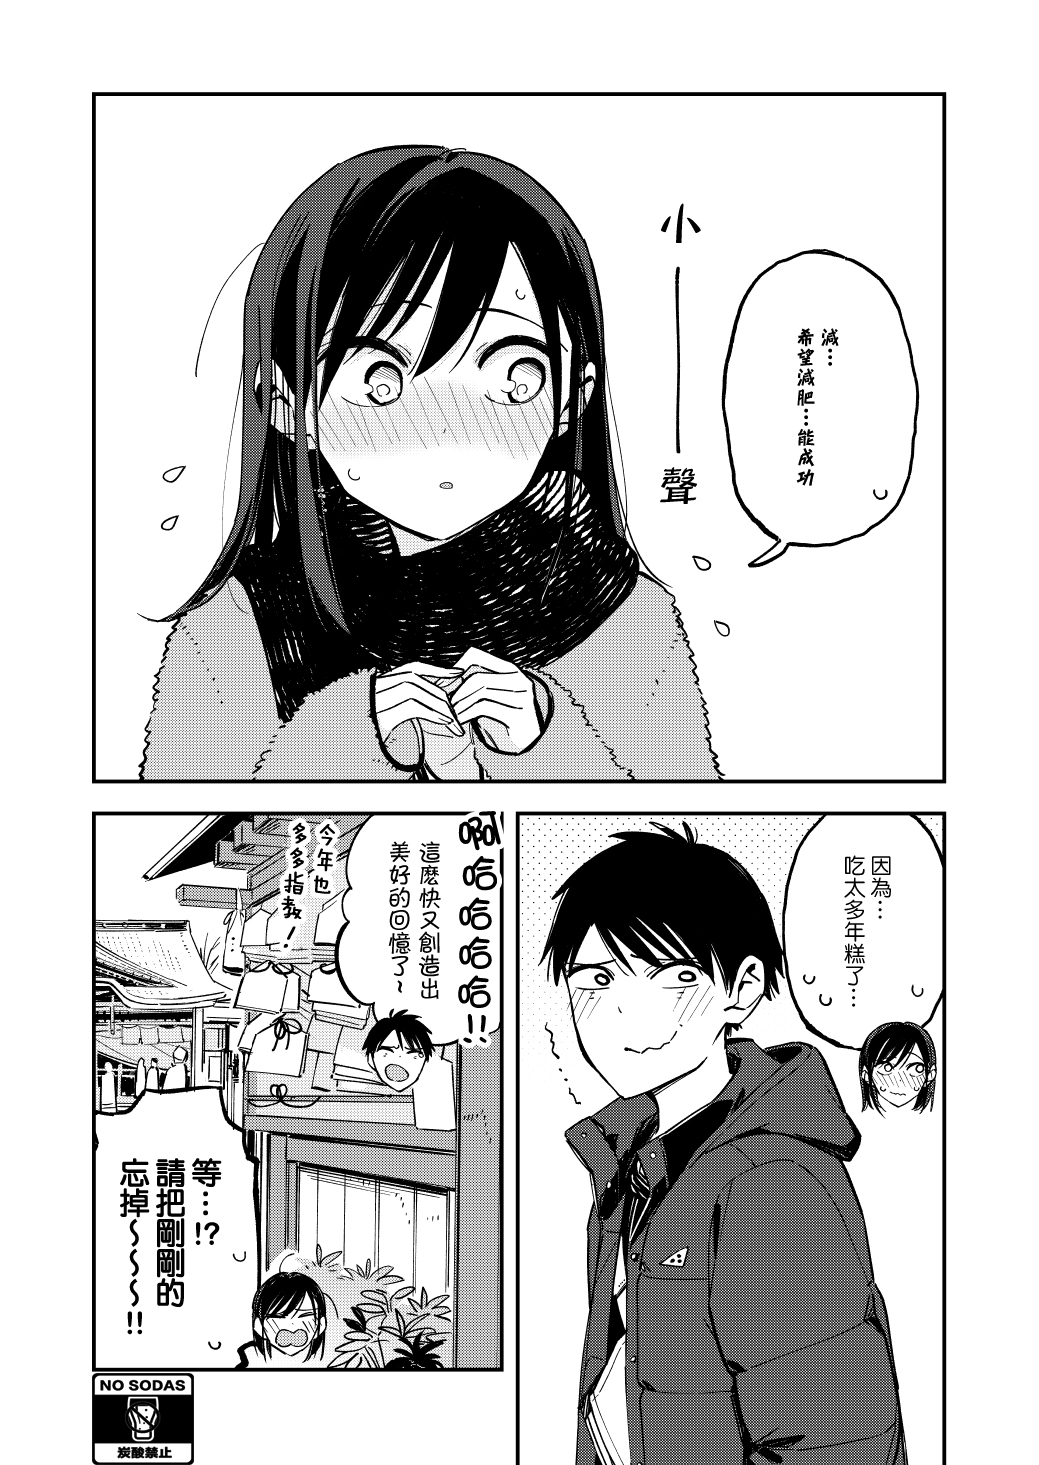 減…
希望減肥…能成功
小——聲
因為…
吃太多年糕了…
啊哈哈哈哈!!
這麼快又創造出
美好的回憶了~
今年也
多多指教!
等…!?
請把剛剛的
忘掉~~~!!
NO SODAS
炭酸禁止